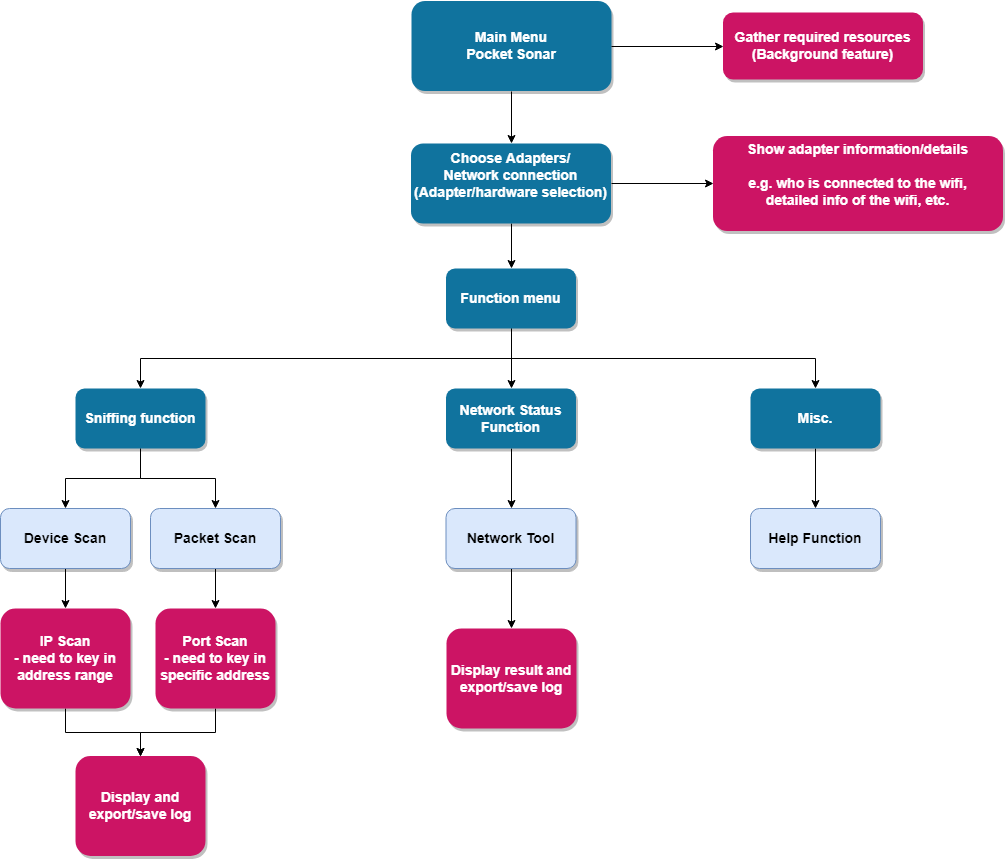 Main Menu
Pocket Sonar
Gather required resources
(Background feature)
Choose Adapters/
Network connection
(Adapter/hardware selection)
Show adapter information/details
e.g. who is connected to the wifi,
detailed info of the wifi, etc.
Function menu
Sniffing function
Network Status
Function
Misc.
Device Scan
Packet Scan
Network Tool
Help Function
IP Scan
- need to key in
address range
Port Scan
- need to key in
specific address
Display result and
export/save log
Display and
export/save log